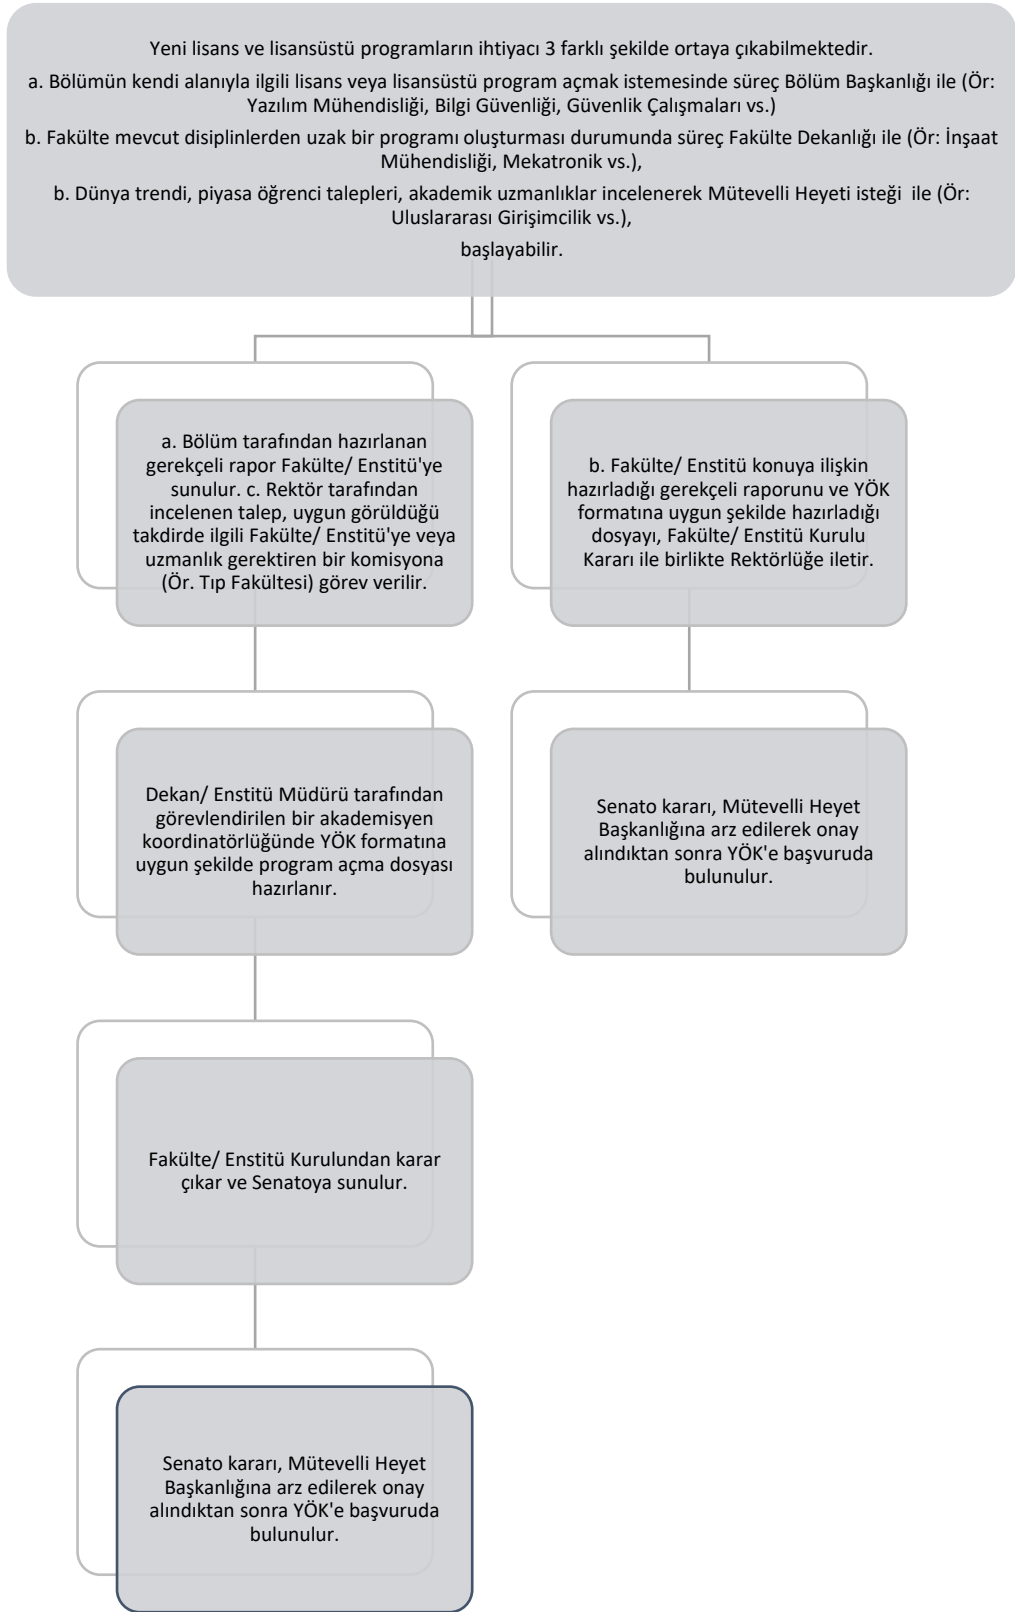 Yeni lisans ve lisansüstü programların ihtiyacı 3 farklı şekilde ortaya çıkabilmektedir.
a. Bölümün kendi alanıyla ilgili lisans veya lisansüstü program açmak istemesinde süreç Bölüm Başkanlığı ile (Ör:
Yazılım Mühendisliği, Bilgi Güvenliği, Güvenlik Çalışmaları vs.)
b. Fakülte mevcut disiplinlerden uzak bir programı oluşturması durumunda süreç Fakülte Dekanlığı ile (Ör: İnşaat
Mühendisliği, Mekatronik vs.),
b. Dünya trendi, piyasa öğrenci talepleri, akademik uzmanlıklar incelenerek Mütevelli Heyeti isteği  ile (Ör:
Uluslararası Girişimcilik vs.),
başlayabilir.
a. Bölüm tarafından hazırlanan
gerekçeli rapor Fakülte/ Enstitü'ye
sunulur. c. Rektör tarafından
incelenen talep, uygun görüldüğü
takdirde ilgili Fakülte/ Enstitü'ye veya
uzmanlık gerektiren bir komisyona
(Ör. Tıp Fakültesi) görev verilir.
b. Fakülte/ Enstitü konuya ilişkin
hazırladığı gerekçeli raporunu ve YÖK
formatına uygun şekilde hazırladığı
dosyayı, Fakülte/ Enstitü Kurulu
Kararı ile birlikte Rektörlüğe iletir.
Dekan/ Enstitü Müdürü tarafından
görevlendirilen bir akademisyen
koordinatörlüğünde YÖK formatına
uygun şekilde program açma dosyası
hazırlanır.
Senato kararı, Mütevelli Heyet
Başkanlığına arz edilerek onay
alındıktan sonra YÖK'e başvuruda
bulunulur.
Fakülte/ Enstitü Kurulundan karar
çıkar ve Senatoya sunulur.
Senato kararı, Mütevelli Heyet
Başkanlığına arz edilerek onay
alındıktan sonra YÖK'e başvuruda
bulunulur.